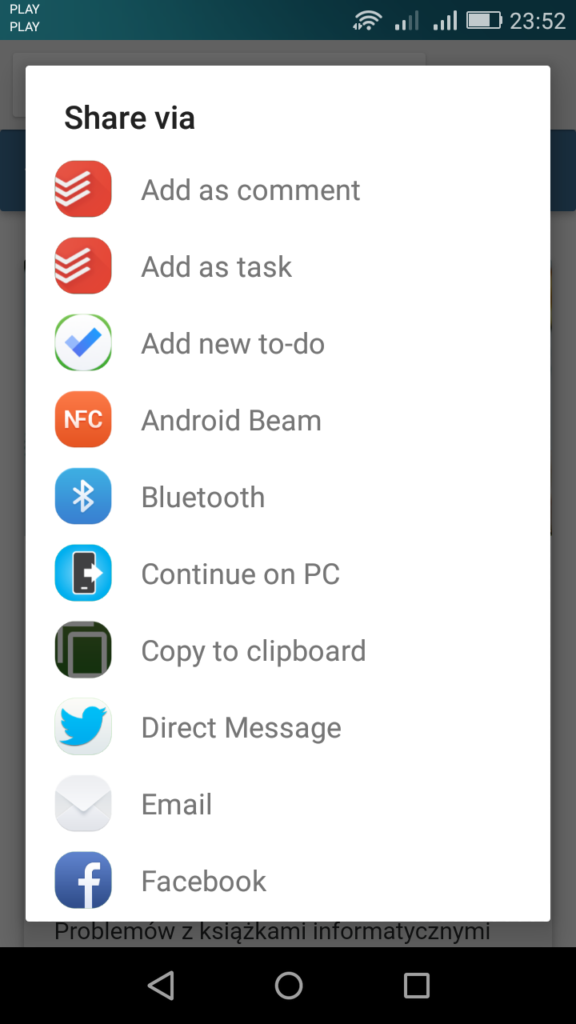 PLAY
PLAY
23:52
Share via
Add as comment
Add as task
Add new to-do
NFC
Android Beam
Bluetooth
Continue on PC
Copy to clipboard
Direct Message
Email
Facebook
Problemów z książkami informatycznymi